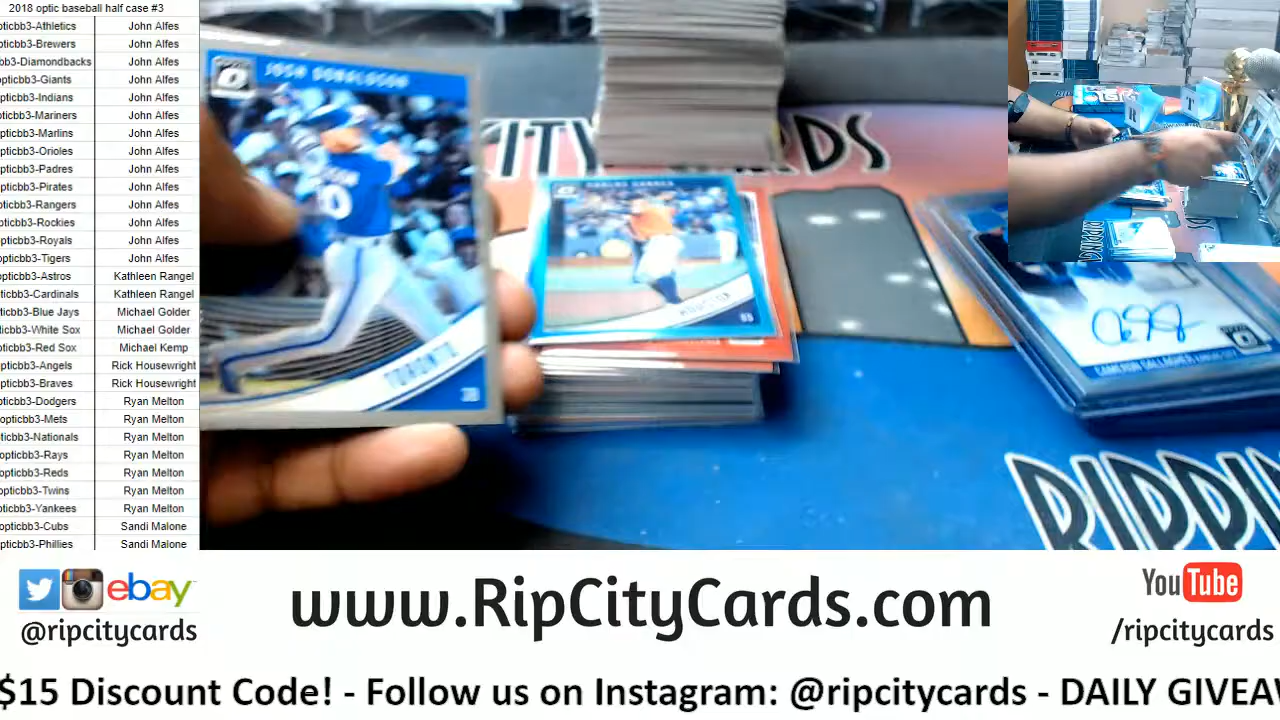 2018 optic baseball half case #3
pticbb3-Athletics John Alfes
pticbb3-Brewers John Alfes
bb3-Diamondbacks John Alfes
pticbb3-Giants John Alfes
pticbb3-Indians John Alfes
pticbb3-Mariners John Alfes
pticbb3-Marlins John Alfes
pticbb3-Orioles John Alfes
pticbb3-Padres John Alfes
pticbb3-Pirates John Alfes
pticbb3-Rangers John Alfes
pticbb3-Rockies John Alfes
pticbb3-Royals John Alfes
pticbb3-Tigers John Alfes
pticbb3-Astros Kathleen Rangel
ticbb3-Cardinals Kathleen Rangel
ticbb3-Blue Jays Michael Golder
ticbb3-White Sox Michael Golder
ticbb3-Red Sox Michael Kemp
pticbb3-Angels Rick Housewright
pticbb3-Braves Rick Housewright
pticbb3-Dodgers Ryan Melton
opticbb3-Mets Ryan Melton
ticbb3-Nationals Ryan Melton
opticbb3-Rays Ryan Melton
opticbb3-Reds Ryan Melton
opticbb3-Twins Ryan Melton
pticbb3-Yankees Ryan Melton
opticbb3-Cubs Sandi Malone
pticbb3-Phillies Sandi Malone
JOSH DONALDSON
TORONTO
HOUSTON
CAMERON GALLAGHER
RIPPIN
ebay
@ripcitycards
www.RipCityCards.com
YouTube
/ripcitycards
$15 Discount Code! - Follow us on Instagram: @ripcitycards - DAILY GIVEAW